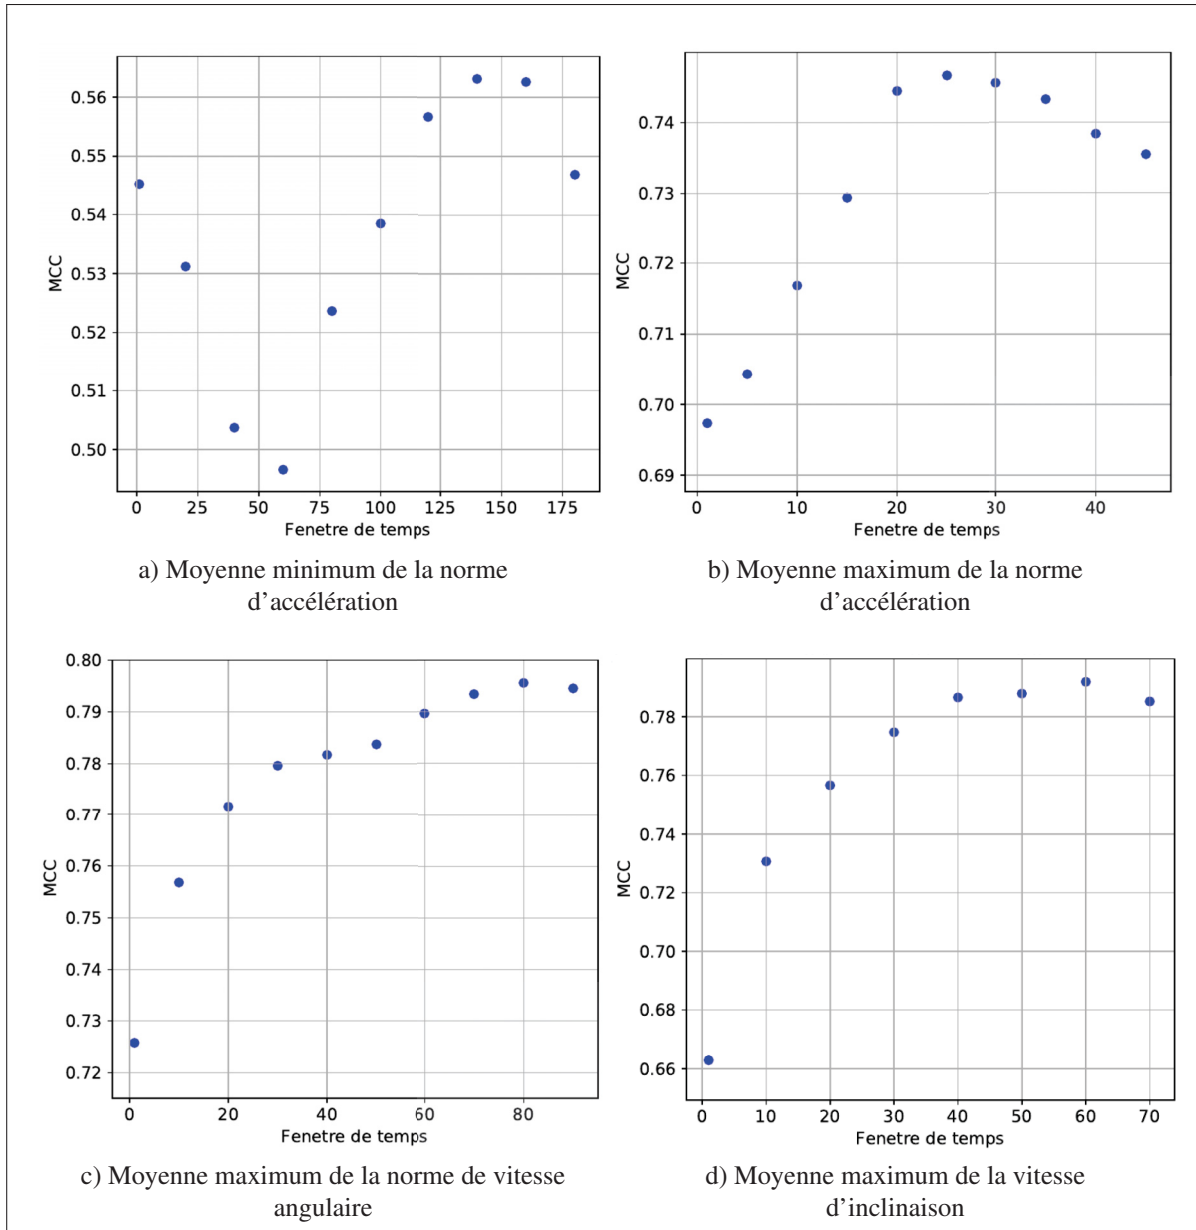 0.56
0.55
0.54
0.53
0.52
0.51
0.50
MCC
0 25 50 75 100 125 150 175
Fenetre de temps
a) Moyenne minimum de la norme
d’accélération
0.74
0.73
0.72
0.71
0.70
0.69
MCC
0 10 20 30 40
Fenetre de temps
b) Moyenne maximum de la norme
d’accélération
0.80
0.79
0.78
0.77
0.76
0.75
0.74
0.73
0.72
MCC
0 20 40 60 80
Fenetre de temps
c) Moyenne maximum de la norme de vitesse
angulaire
0.78
0.76
0.74
0.72
0.70
0.68
0.66
MCC
0 10 20 30 40 50 60 70
Fenetre de temps
d) Moyenne maximum de la vitesse
d’inclinaison